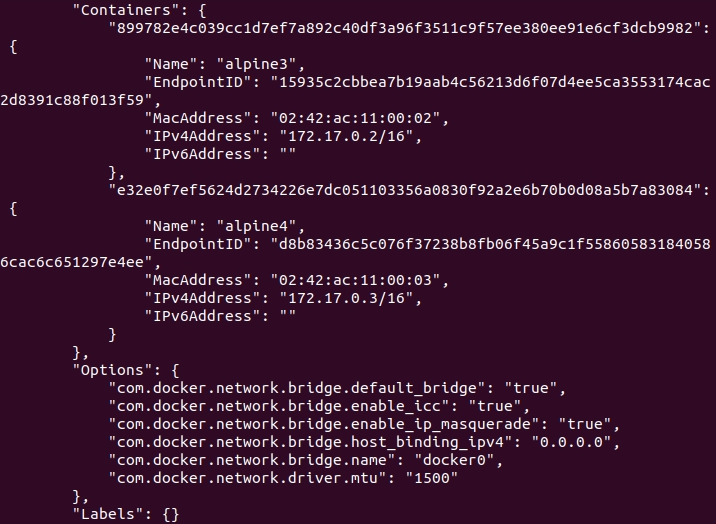 "Containers": {
"899782e4c039cc1d7ef7a892c40df3a96f3511c9f57ee380ee91e6cf3dcb9982":
{
"Name": "alpine3",
"EndpointID": "15935c2cbbea7b19aab4c56213d6f07d4ee5ca3553174cac
2d8391c88f013f59",
"MacAddress": "02:42:ac:11:00:02",
"IPv4Address": "172.17.0.2/16",
"IPv6Address": ""
},
"e32e0f7ef5624d2734226e7dc051103356a0830f92a2e6b70b0d08a5b7a83084":
{
"Name": "alpine4",
"EndpointID": "d8b83436c5c076f37238b8fb06f45a9c1f55860583184058
6cac6c651297e4ee",
"MacAddress": "02:42:ac:11:00:03",
"IPv4Address": "172.17.0.3/16",
"IPv6Address": ""
}
},
"Options": {
"com.docker.network.bridge.default_bridge": "true",
"com.docker.network.bridge.enable_icc": "true",
"com.docker.network.bridge.enable_ip_masquerade": "true",
"com.docker.network.bridge.host_binding_ipv4": "0.0.0.0",
"com.docker.network.bridge.name": "docker0",
"com.docker.network.driver.mtu": "1500"
},
"Labels": {}